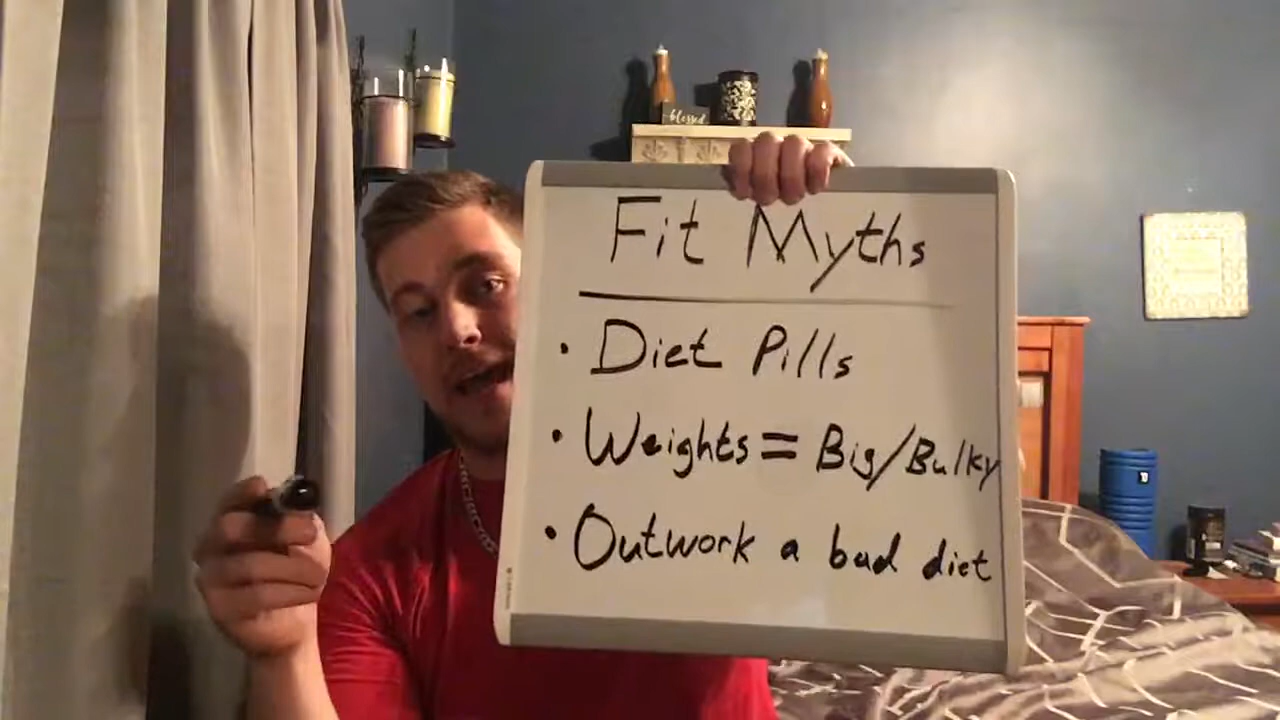 blessed
Fit Myths
• Diet Pills
• Weights = Big/Bulky
• Outwork a bad diet